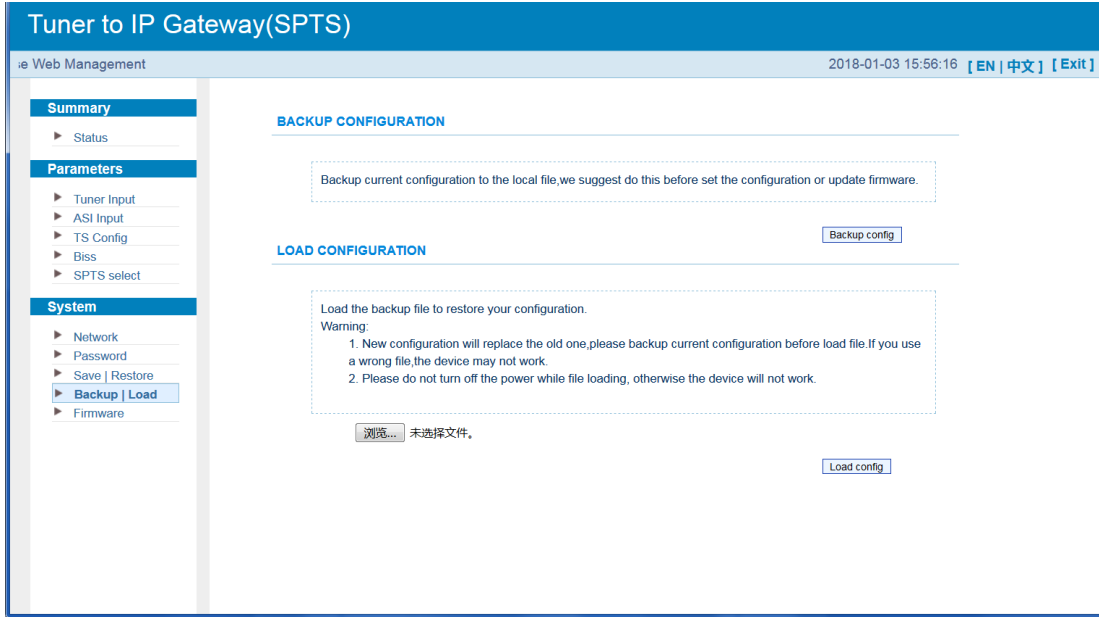 Tuner to IP Gateway(SPTS)
se Web Management 2018-01-03 15:56:16 [ EN | 中文 ] [ Exit ]
Summary
Status
Parameters
Tuner Input
ASI Input
TS Config
Biss
SPTS select
System
Network
Password
Save | Restore
Backup | Load
Firmware
BACKUP CONFIGURATION
Backup current configuration to the local file,we suggest do this before set the configuration or update firmware.
Backup config
LOAD CONFIGURATION
Load the backup file to restore your configuration.
Warning:
1. New configuration will replace the old one,please backup current configuration before load file.If you use
a wrong file,the device may not work.
2. Please do not turn off the power while file loading, otherwise the device will not work.
浏览... 未选择文件。
Load config